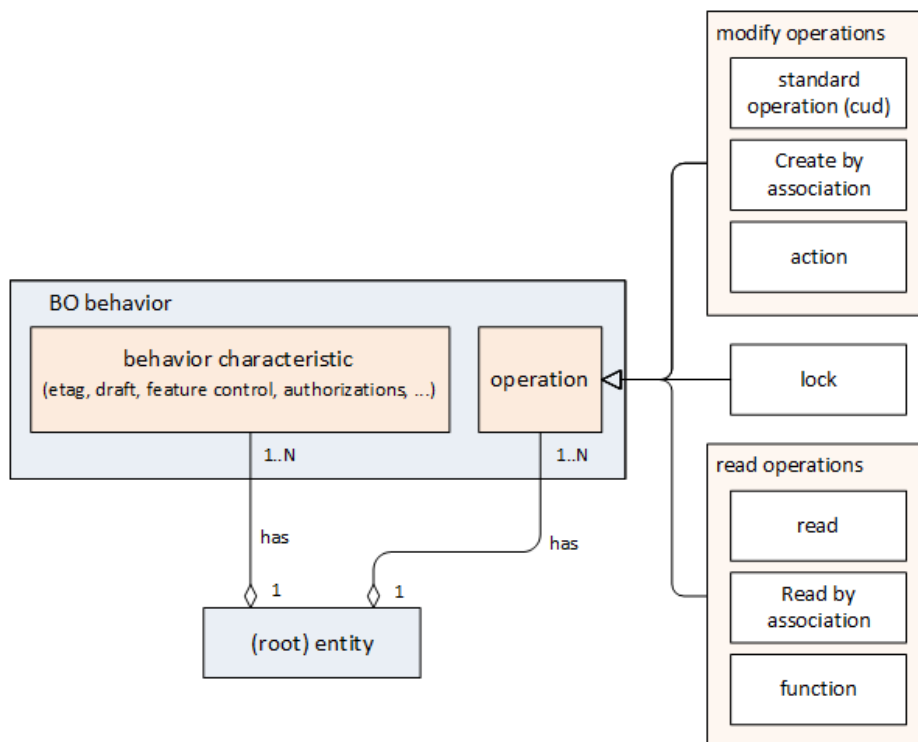 modify operations
standard
operation (cud)
Create by
association
action
BO behavior
behavior characteristic
(etag, draft, feature control, authorizations, ...)
operation
lock
1..N
1..N
read operations
read
has
has
Read by
association
1
1
(root) entity
function